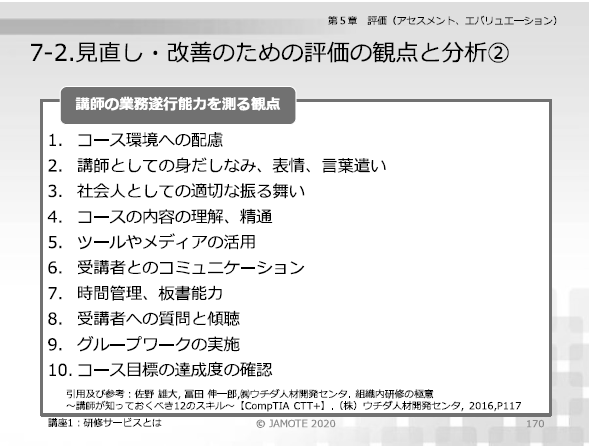 第５章　評価（アセスメント、エバリュエーション）
7-2.見直し・改善のための評価の観点と分析②
講師の業務遂行能力を測る観点
1. コース環境への配慮
2. 講師としての身だしなみ、表情、言葉遣い
3. 社会人としての適切な振る舞い
4. コースの内容の理解、精通
5. ツールやメディアの活用
6. 受講者とのコミュニケーション
7. 時間管理、板書能力
8. 受講者への質問と傾聴
9. グループワークの実施
10. コース目標の達成度の確認
引用及び参考：佐野 雄大, 冨田 伸一郎,㈱ウチダ人材開発センタ, 組織内研修の極意
～講師が知っておくべき12のスキル～【CompTIA CTT+】,（株）ウチダ人材開発センタ, 2016,P117
講座1：研修サービスとは
© JAMOTE 2020
170